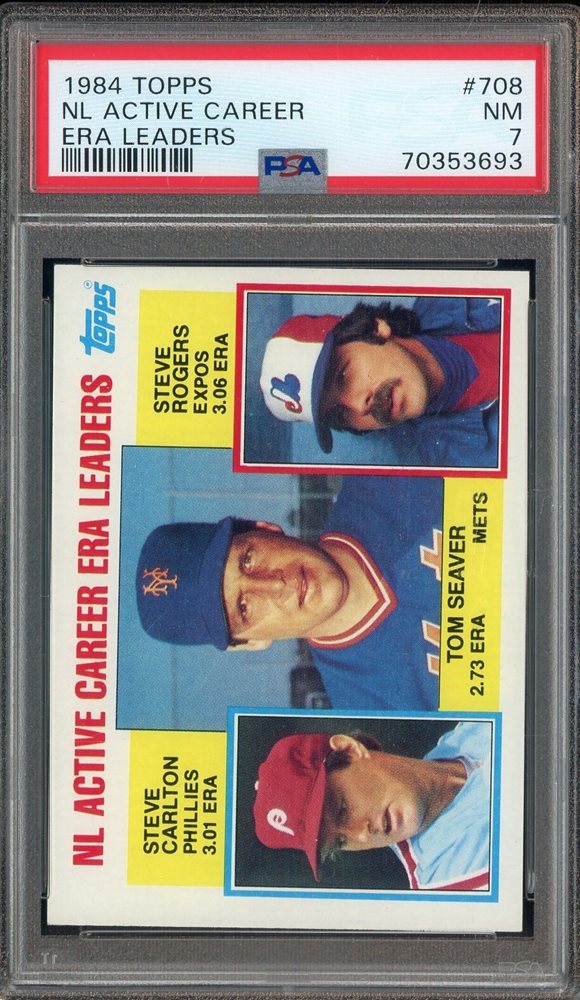 1984 TOPPS #708
NL ACTIVE CAREER NM
ERA LEADERS 7
PSA 70353693
NL ACTIVE CAREER ERA LEADERS
Topps®
STEVE
CARLTON
PHILLIES
3.01 ERA
STEVE
ROGERS
EXPOS
3.06 ERA
TOM SEAVER
2.73 ERA METS